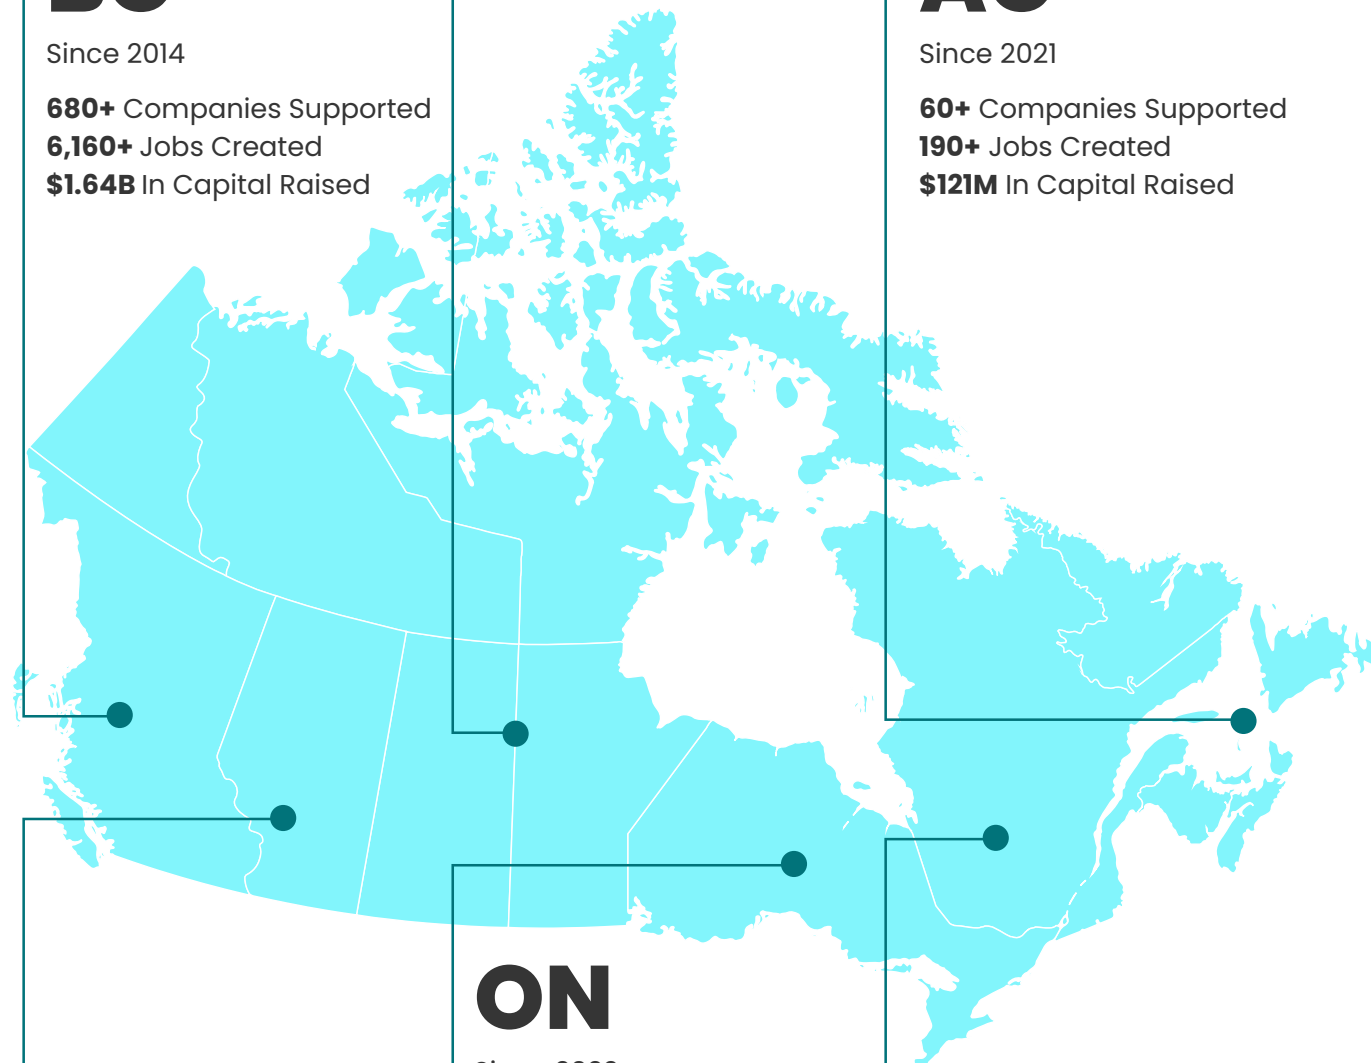 Since 2014
680+ Companies Supported
6,160+ Jobs Created
$1.64B In Capital Raised
Since 2021
60+ Companies Supported
190+ Jobs Created
$121M In Capital Raised
ON